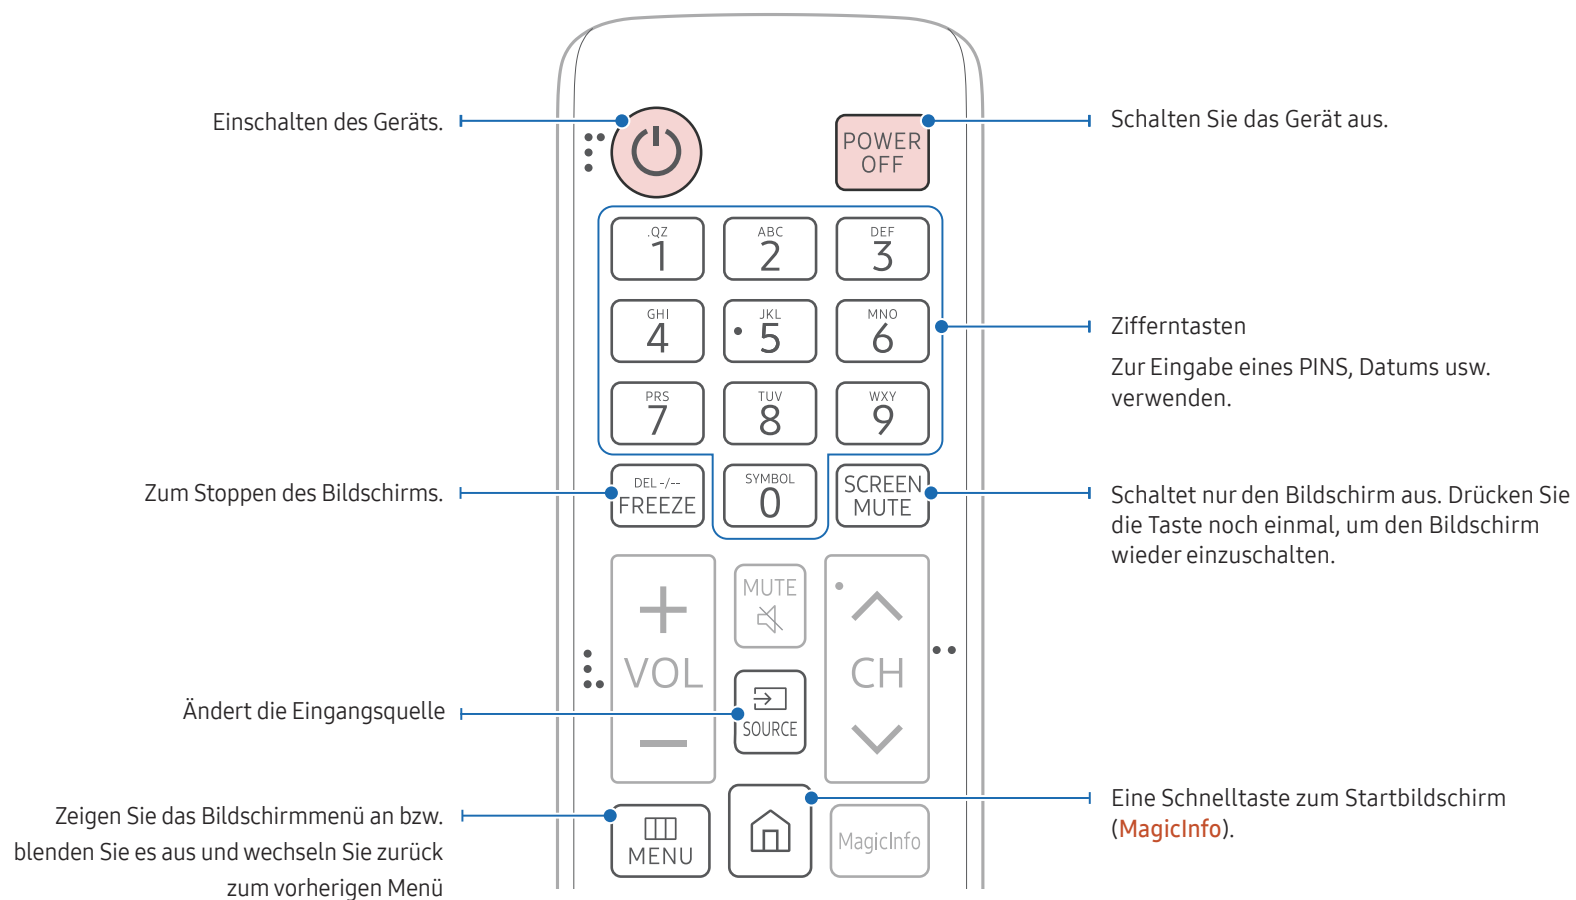 Einschalten des Geräts.
Schalten Sie das Gerät aus.
POWER
OFF
.QZ
1
ABC
2
DEF
3
GHI
4
JKL
5
MNO
6
Zifferntasten
Zur Eingabe eines PINS, Datums usw.
verwenden.
PRS
7
TUV
8
WXY
9
Zum Stoppen des Bildschirms.
DEL -/--
FREEZE
SYMBOL
0
SCREEN
MUTE
Schaltet nur den Bildschirm aus. Drücken Sie
die Taste noch einmal, um den Bildschirm
wieder einzuschalten.
MUTE
VOL
CH
Ändert die Eingangsquelle
SOURCE
Zeigen Sie das Bildschirmmenü an bzw.
blenden Sie es aus und wechseln Sie zurück
zum vorherigen Menü
MENU
MagicInfo
Eine Schnelltaste zum Startbildschirm
(MagicInfo).